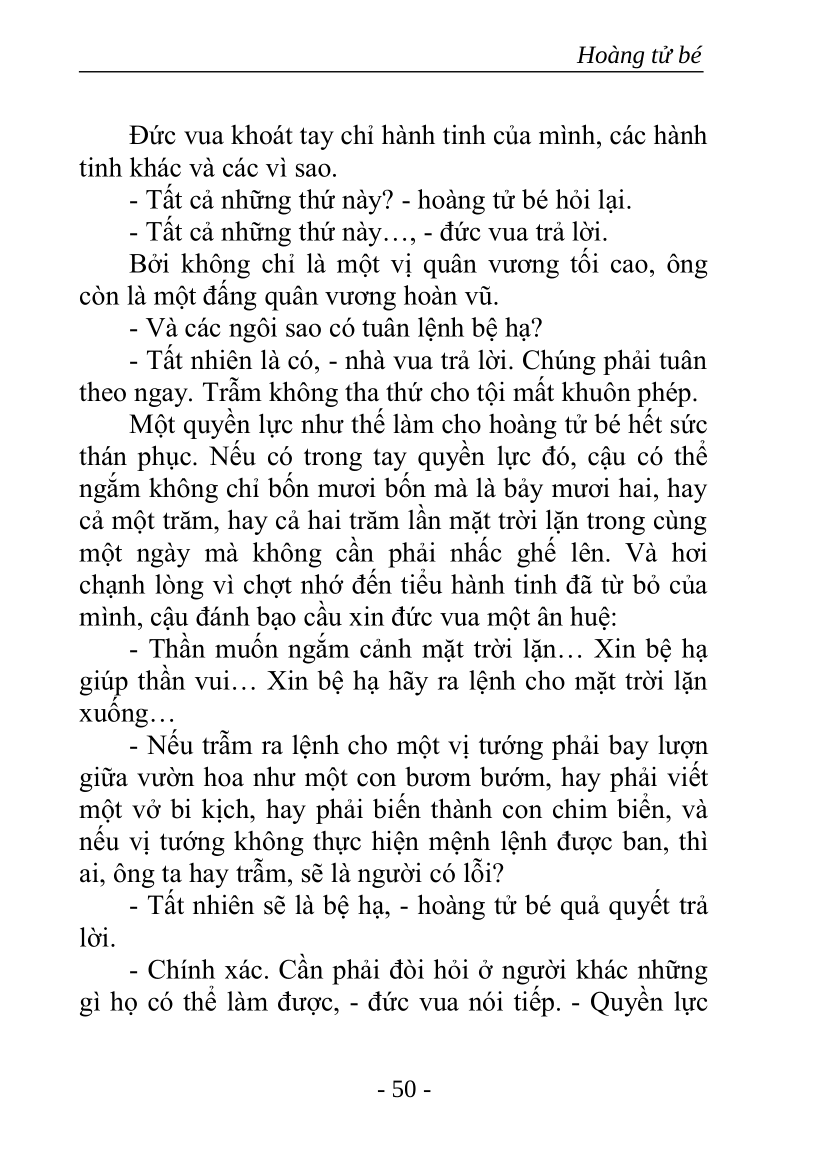 Hoàng tử bé
Đức vua khoát tay chỉ hành tinh của mình, các hành
tinh khác và các vì sao.
- Tất cả những thứ này? - hoàng tử bé hỏi lại.
- Tất cả những thứ này…, - đức vua trả lời.
Bởi không chỉ là một vị quân vương tối cao, ông
còn là một đấng quân vương hoàn vũ.
- Và các ngôi sao có tuân lệnh bệ hạ?
- Tất nhiên là có, - nhà vua trả lời. Chúng phải tuân
theo ngay. Trẫm không tha thứ cho tội mất khuôn phép.
Một quyền lực như thế làm cho hoàng tử bé hết sức
thán phục. Nếu có trong tay quyền lực đó, cậu có thể
ngắm không chỉ bốn mươi bốn mà là bảy mươi hai, hay
cả một trăm, hay cả hai trăm lần mặt trời lặn trong cùng
một ngày mà không cần phải nhấc ghế lên. Và hơi
chạnh lòng vì chợt nhớ đến tiểu hành tinh đã từ bỏ của
mình, cậu đánh bạo cầu xin đức vua một ân huệ:
- Thần muốn ngắm cảnh mặt trời lặn… Xin bệ hạ
giúp thần vui… Xin bệ hạ hãy ra lệnh cho mặt trời lặn
xuống…
- Nếu trẫm ra lệnh cho một vị tướng phải bay lượn
giữa vườn hoa như một con bươm bướm, hay phải viết
một vở bi kịch, hay phải biến thành con chim biển, và
nếu vị tướng không thực hiện mệnh lệnh được ban, thì
ai, ông ta hay trẫm, sẽ là người có lỗi?
- Tất nhiên sẽ là bệ hạ, - hoàng tử bé quả quyết trả
lời.
- Chính xác. Cần phải đòi hỏi ở người khác những
gì họ có thể làm được, - đức vua nói tiếp. - Quyền lực
- 50 -